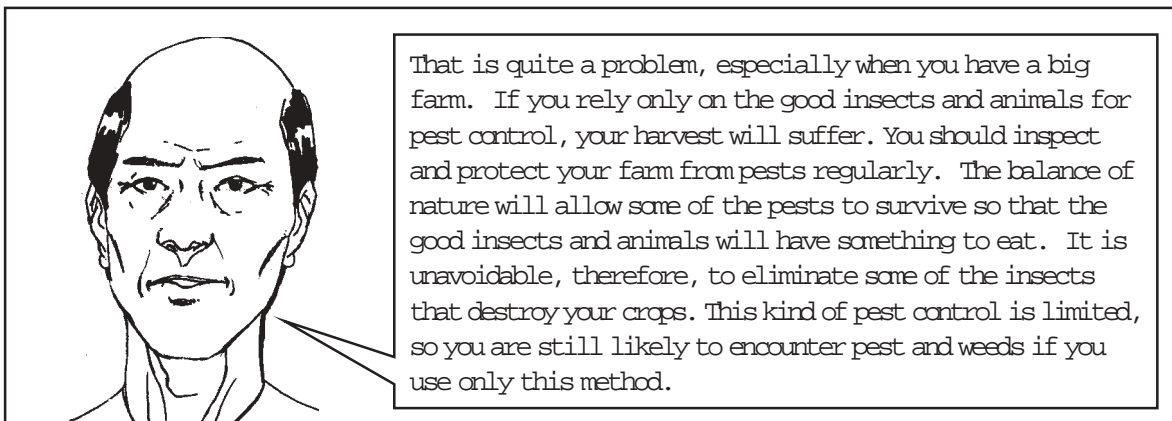 That is quite a problem, especially when you have a big
farm. If you rely only on the good insects and animals for
pest control, your harvest will suffer. You should inspect
and protect your farm from pests regularly. The balance of
nature will allow some of the pests to survive so that the
good insects and animals will have something to eat. It is
unavoidable, therefore, to eliminate some of the insects
that destroy your crops. This kind of pest control is limited,
so you are still likely to encounter pest and weeds if you
use only this method.